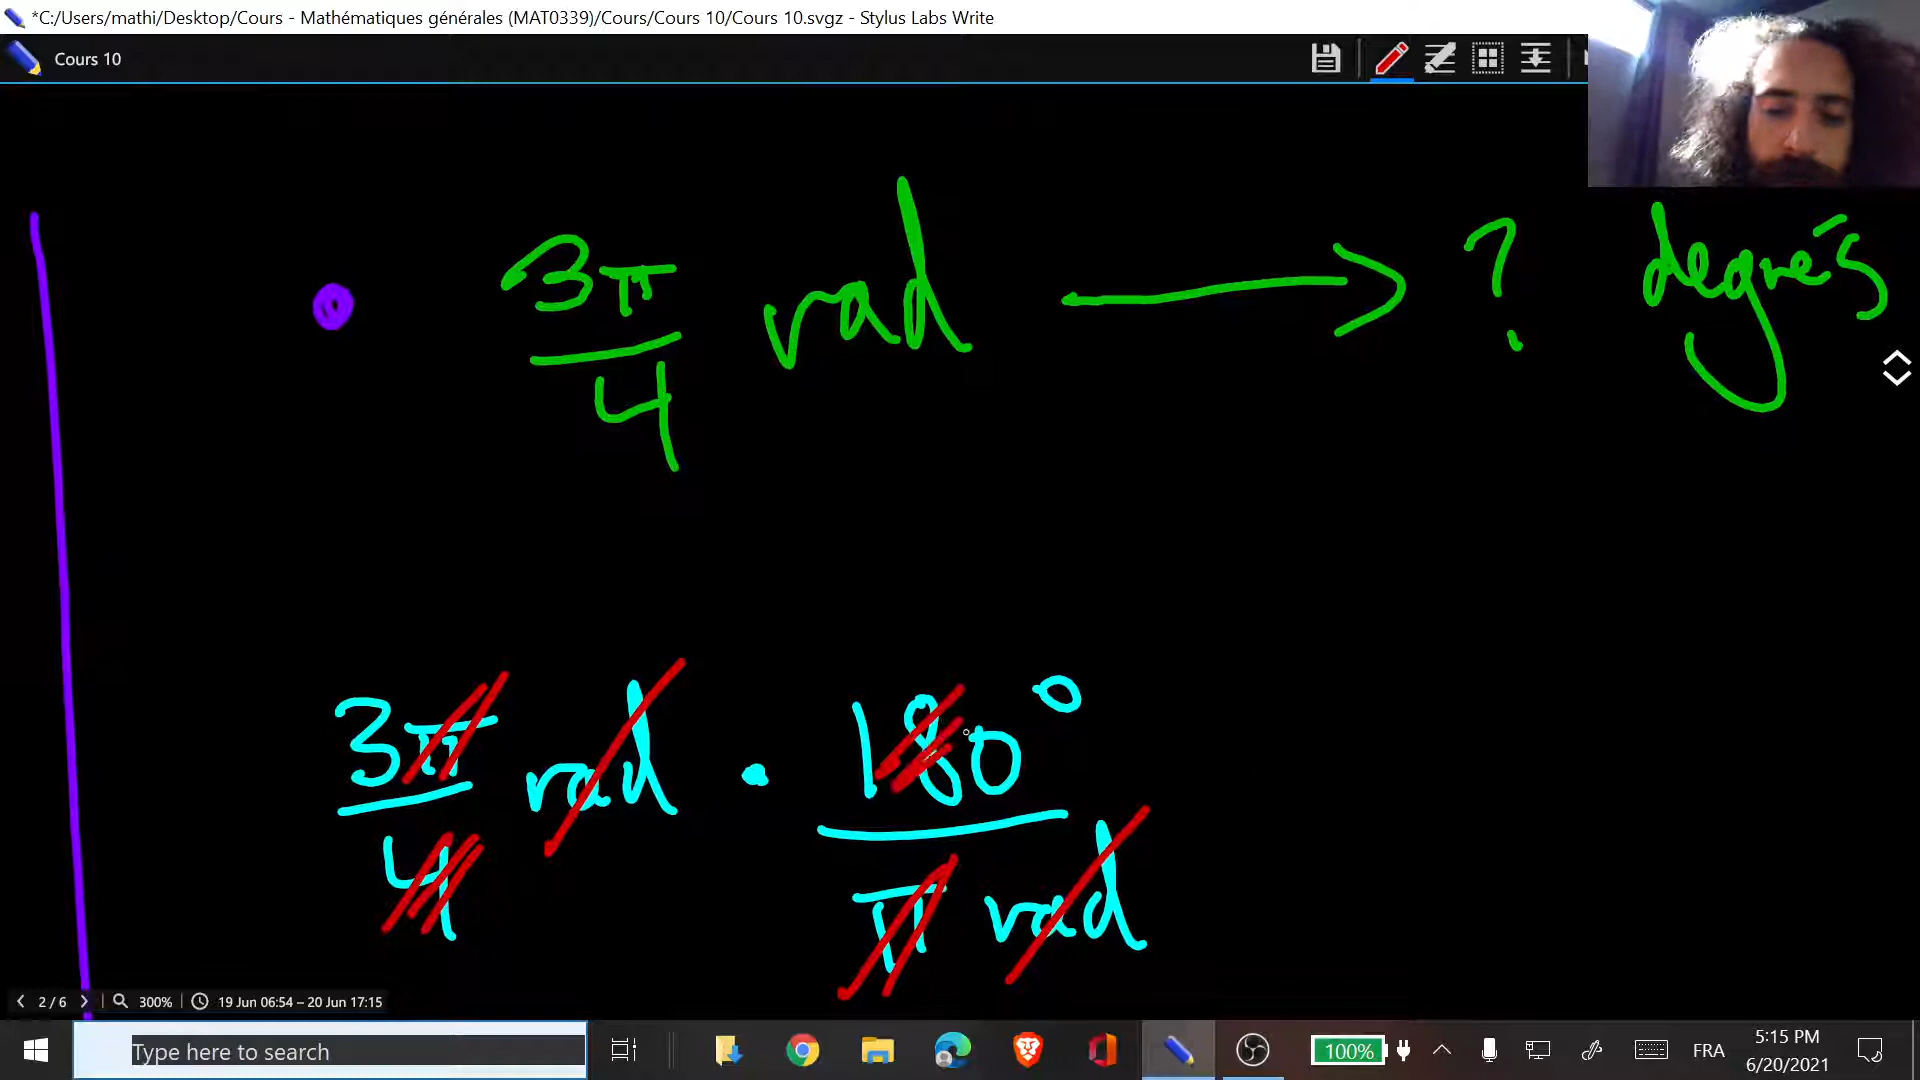 *C:/Users/mathi/Desktop/Cours - Mathématiques générales (MAT0339)/Cours/Cours 10/Cours 10.svgz - Stylus Labs Write
Cours 10
3π/4 rad → ? degrés
3π/4 rad · 180°/π rad
2 / 6 300% 19 Jun 06:54 – 20 Jun 17:15
Type here to search
100% FRA 5:15 PM
6/20/2021